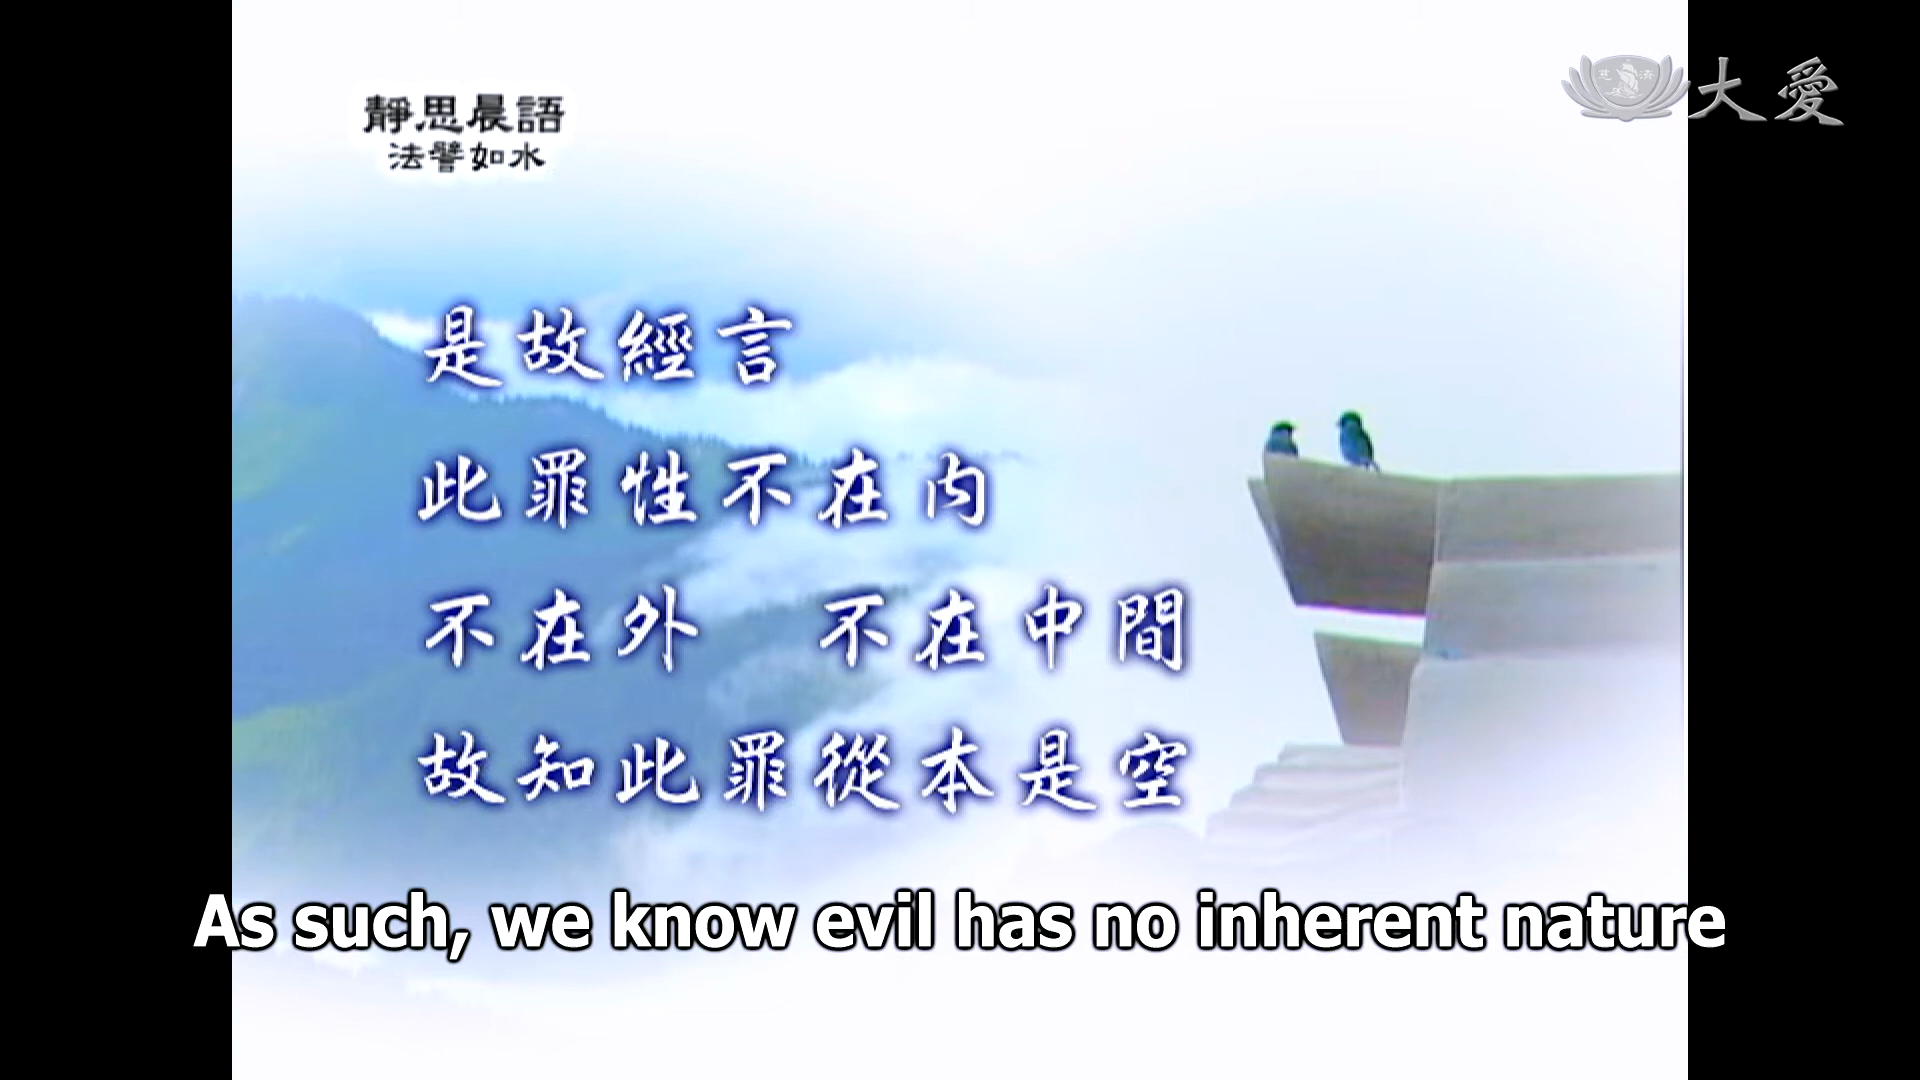 靜思晨語
法譬如水
慈 濟
大愛
是故經言
此罪性不在內
不在外 不在中間
故知此罪從本是空
As such, we know evil has no inherent nature